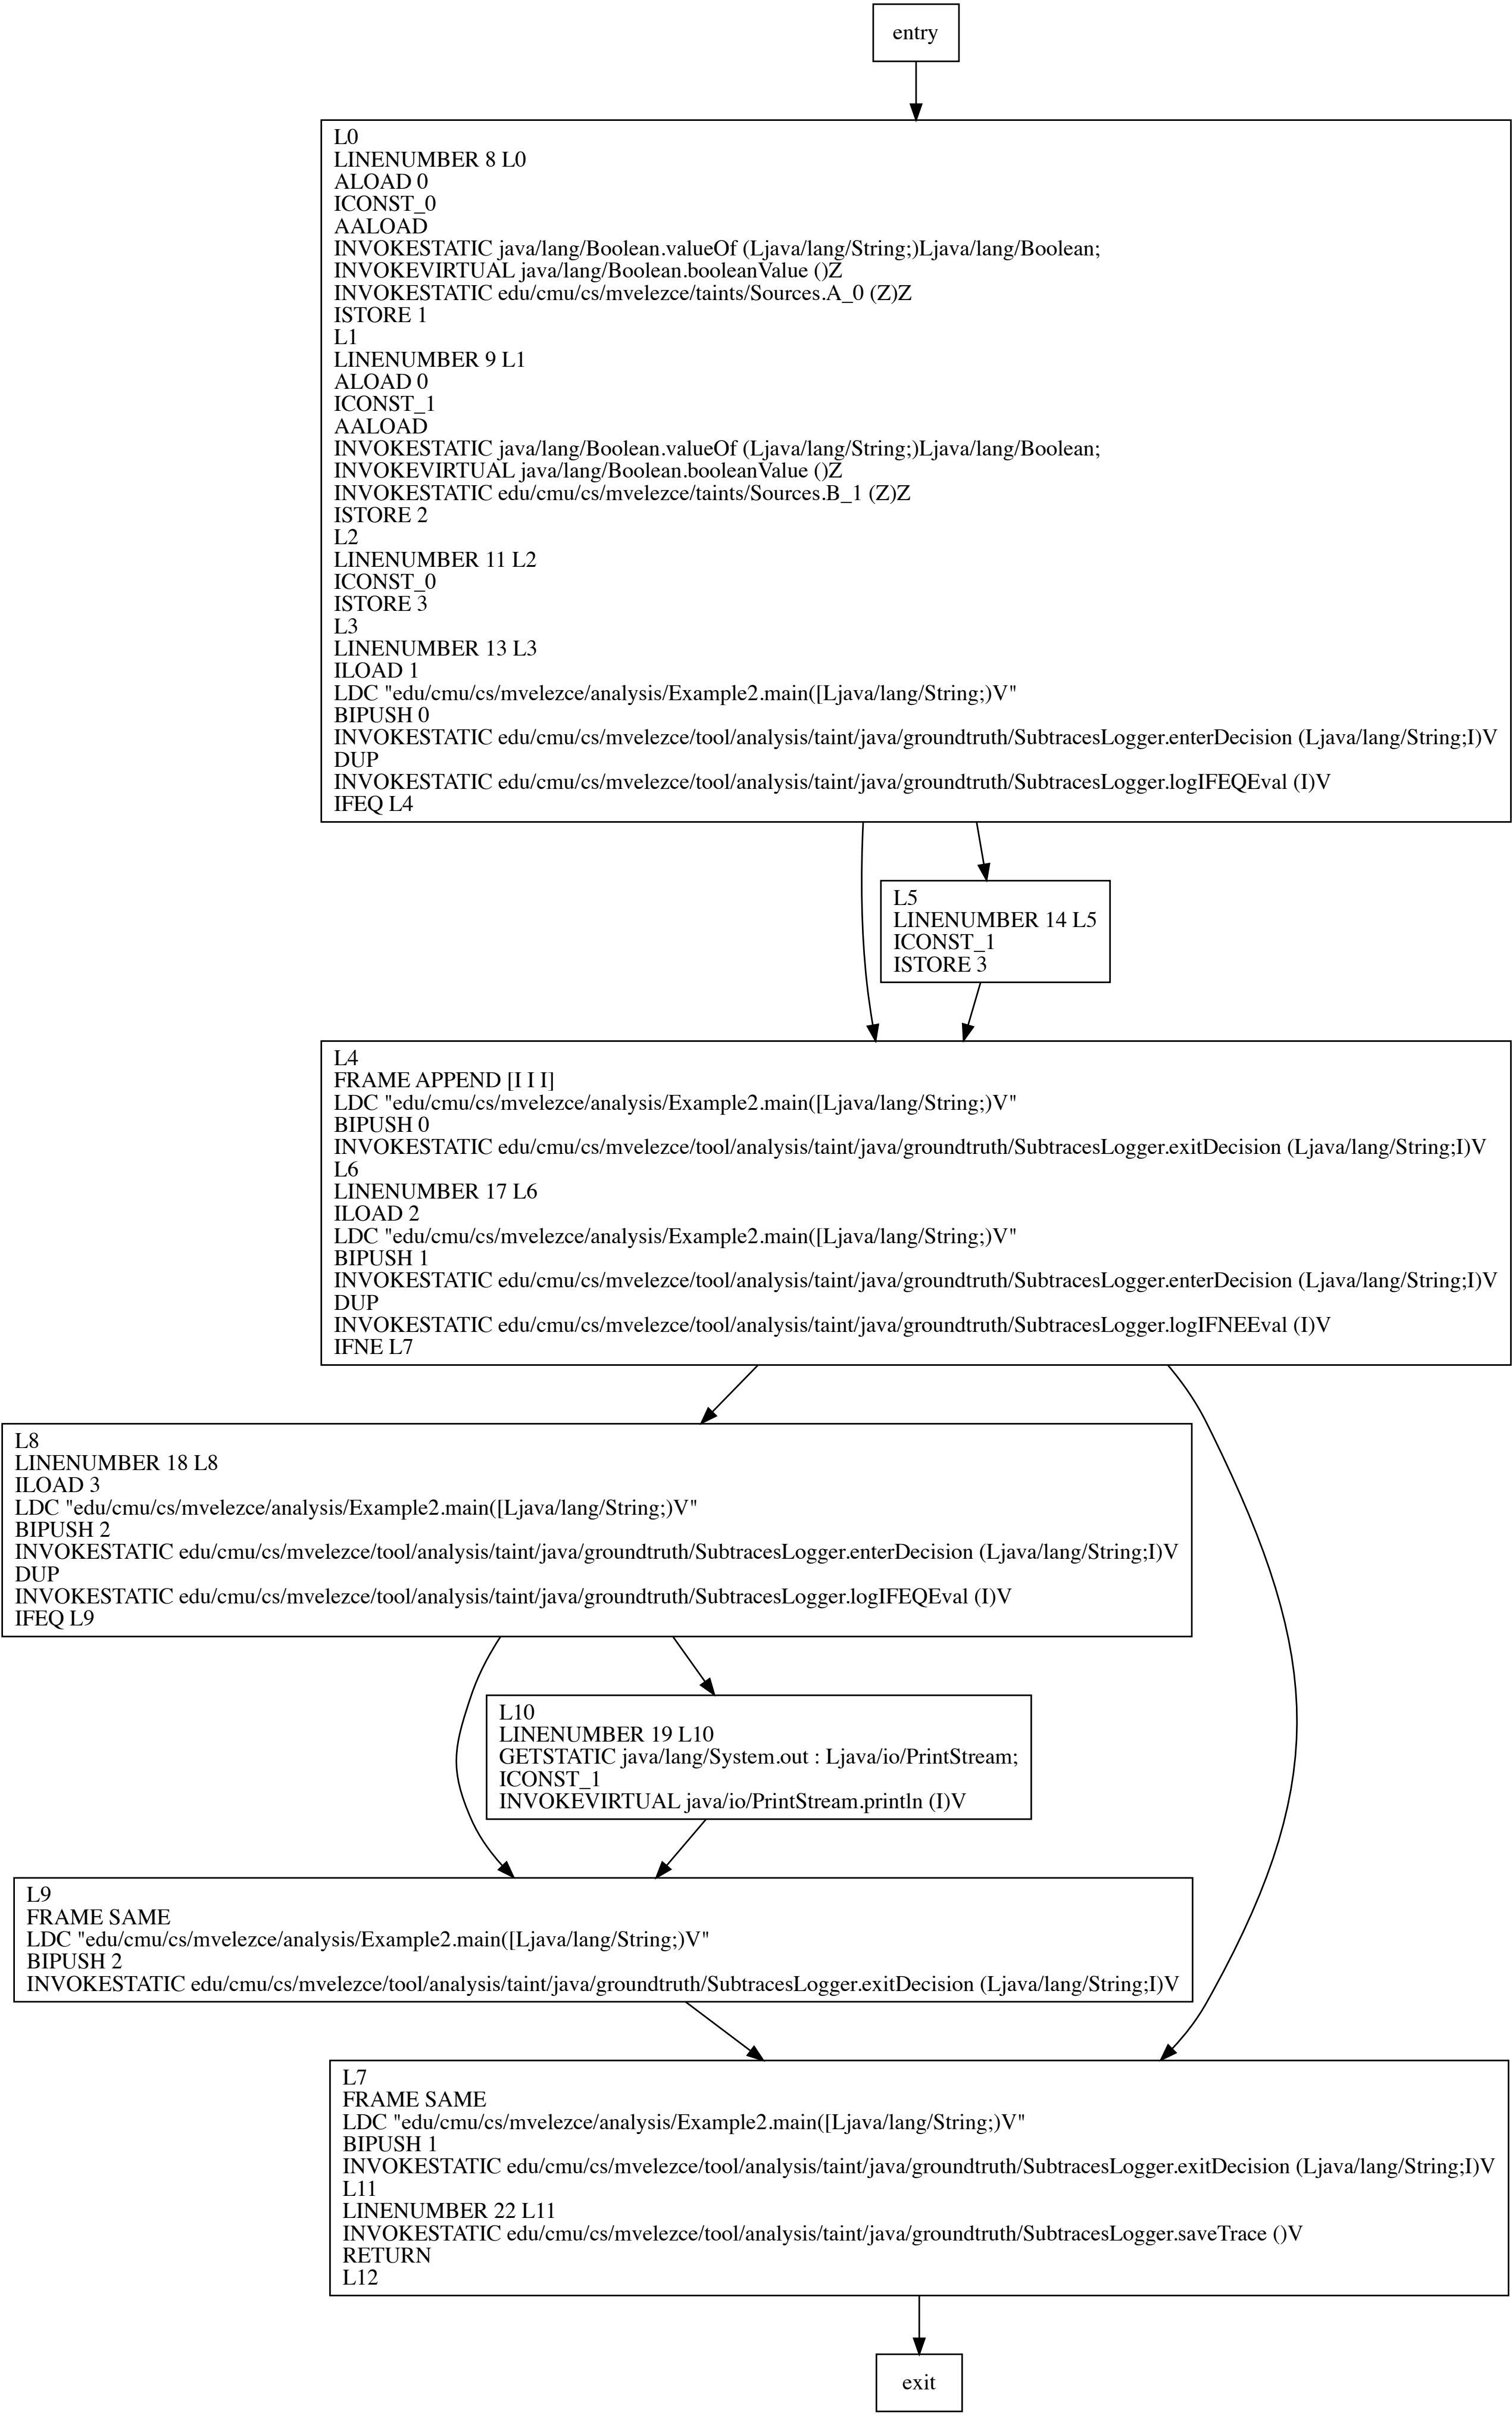 entry
L0
LINENUMBER 8 L0
ALOAD 0
ICONST_0
AALOAD
INVOKESTATIC java/lang/Boolean.valueOf (Ljava/lang/String;)Ljava/lang/Boolean;
INVOKEVIRTUAL java/lang/Boolean.booleanValue ()Z
INVOKESTATIC edu/cmu/cs/mvelezce/taints/Sources.A_0 (Z)Z
ISTORE 1
L1
LINENUMBER 9 L1
ALOAD 0
ICONST_1
AALOAD
INVOKESTATIC java/lang/Boolean.valueOf (Ljava/lang/String;)Ljava/lang/Boolean;
INVOKEVIRTUAL java/lang/Boolean.booleanValue ()Z
INVOKESTATIC edu/cmu/cs/mvelezce/taints/Sources.B_1 (Z)Z
ISTORE 2
L2
LINENUMBER 11 L2
ICONST_0
ISTORE 3
L3
LINENUMBER 13 L3
ILOAD 1
LDC "edu/cmu/cs/mvelezce/analysis/Example2.main([Ljava/lang/String;)V"
BIPUSH 0
INVOKESTATIC edu/cmu/cs/mvelezce/tool/analysis/taint/java/groundtruth/SubtracesLogger.enterDecision (Ljava/lang/String;I)V
DUP
INVOKESTATIC edu/cmu/cs/mvelezce/tool/analysis/taint/java/groundtruth/SubtracesLogger.logIFEQEval (I)V
IFEQ L4
L5
LINENUMBER 14 L5
ICONST_1
ISTORE 3
L4
FRAME APPEND [I I I]
LDC "edu/cmu/cs/mvelezce/analysis/Example2.main([Ljava/lang/String;)V"
BIPUSH 0
INVOKESTATIC edu/cmu/cs/mvelezce/tool/analysis/taint/java/groundtruth/SubtracesLogger.exitDecision (Ljava/lang/String;I)V
L6
LINENUMBER 17 L6
ILOAD 2
LDC "edu/cmu/cs/mvelezce/analysis/Example2.main([Ljava/lang/String;)V"
BIPUSH 1
INVOKESTATIC edu/cmu/cs/mvelezce/tool/analysis/taint/java/groundtruth/SubtracesLogger.enterDecision (Ljava/lang/String;I)V
DUP
INVOKESTATIC edu/cmu/cs/mvelezce/tool/analysis/taint/java/groundtruth/SubtracesLogger.logIFNEEval (I)V
IFNE L7
L8
LINENUMBER 18 L8
ILOAD 3
LDC "edu/cmu/cs/mvelezce/analysis/Example2.main([Ljava/lang/String;)V"
BIPUSH 2
INVOKESTATIC edu/cmu/cs/mvelezce/tool/analysis/taint/java/groundtruth/SubtracesLogger.enterDecision (Ljava/lang/String;I)V
DUP
INVOKESTATIC edu/cmu/cs/mvelezce/tool/analysis/taint/java/groundtruth/SubtracesLogger.logIFEQEval (I)V
IFEQ L9
L10
LINENUMBER 19 L10
GETSTATIC java/lang/System.out : Ljava/io/PrintStream;
ICONST_1
INVOKEVIRTUAL java/io/PrintStream.println (I)V
L9
FRAME SAME
LDC "edu/cmu/cs/mvelezce/analysis/Example2.main([Ljava/lang/String;)V"
BIPUSH 2
INVOKESTATIC edu/cmu/cs/mvelezce/tool/analysis/taint/java/groundtruth/SubtracesLogger.exitDecision (Ljava/lang/String;I)V
L7
FRAME SAME
LDC "edu/cmu/cs/mvelezce/analysis/Example2.main([Ljava/lang/String;)V"
BIPUSH 1
INVOKESTATIC edu/cmu/cs/mvelezce/tool/analysis/taint/java/groundtruth/SubtracesLogger.exitDecision (Ljava/lang/String;I)V
L11
LINENUMBER 22 L11
INVOKESTATIC edu/cmu/cs/mvelezce/tool/analysis/taint/java/groundtruth/SubtracesLogger.saveTrace ()V
RETURN
L12
exit